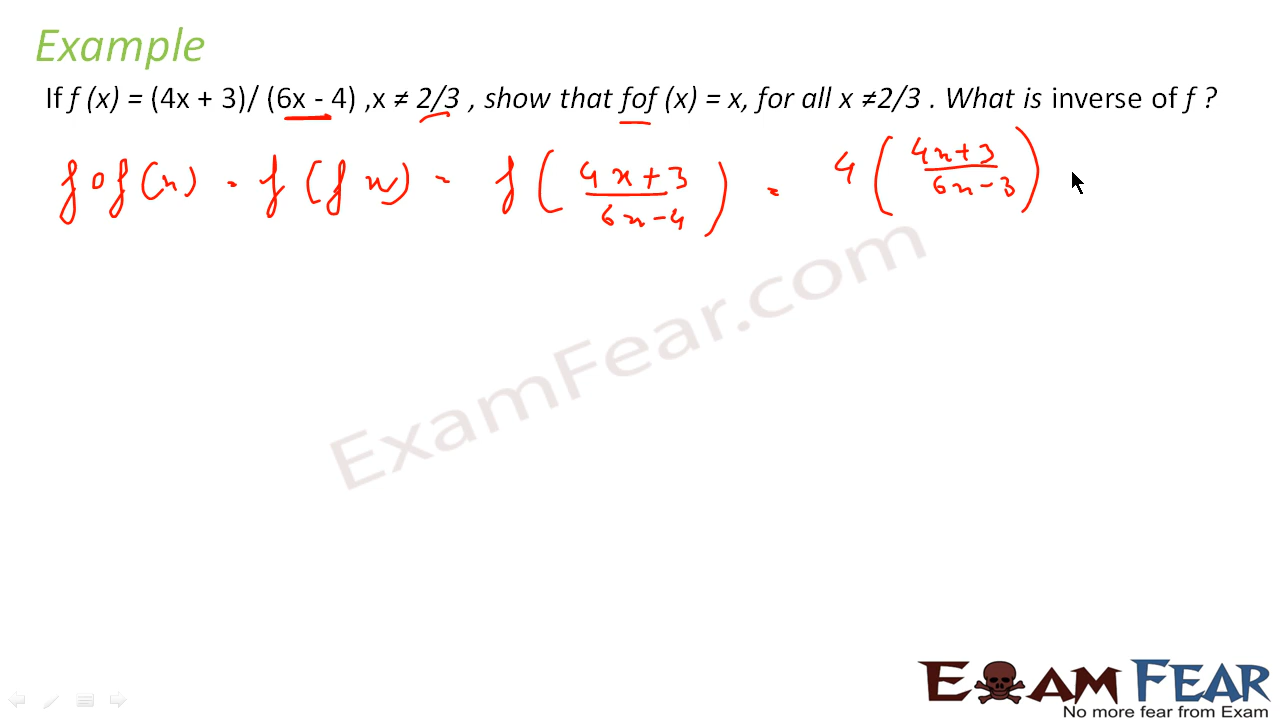 Example
If f (x) = (4x + 3)/ (6x - 4) ,x ≠ 2/3 , show that fof (x) = x, for all x ≠2/3 . What is inverse of f ?
fof(x) = f(f x) = f((4x+3)/(6x-4)) = 4((4x+3)/(6x-3))
ExamFear.com
EXAM FEAR
No more fear from Exam